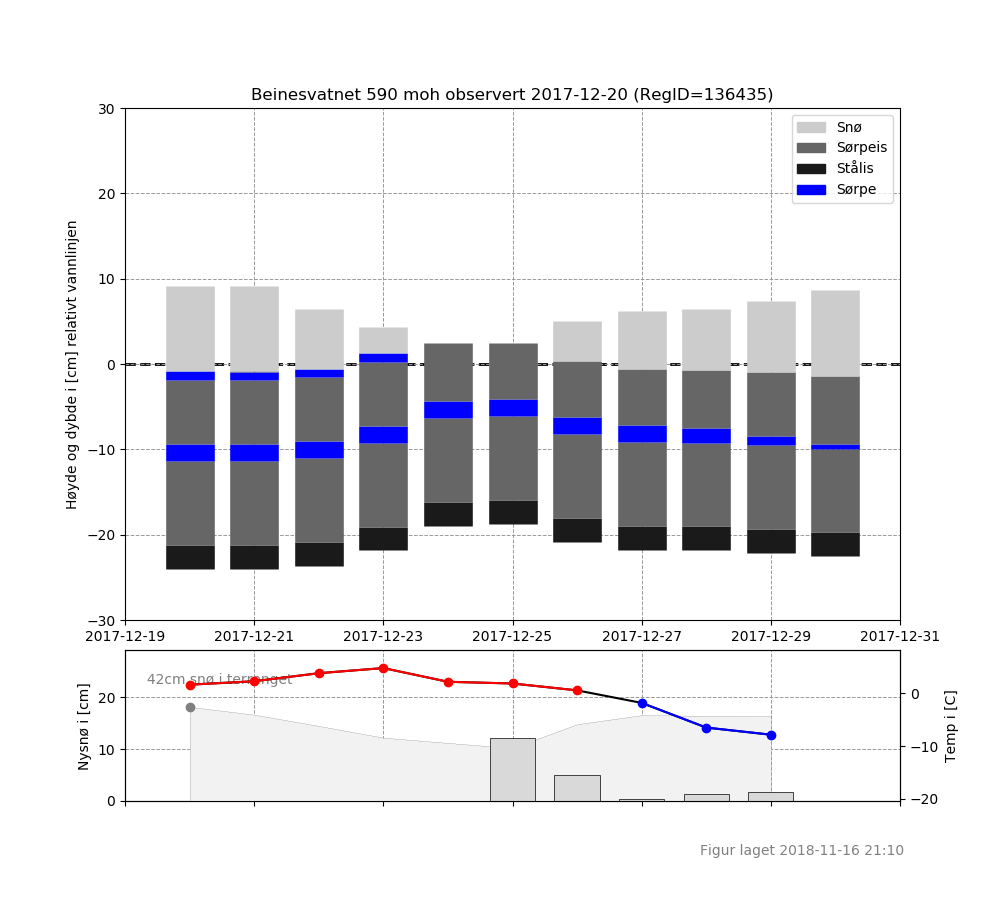 Beinesvatnet 590 moh observert 2017-12-20 (RegID=136435)
Snø
Sørpeis
Stålis
Sørpe
Høyde og dybde i [cm] relativt vannlinjen
30
20
10
0
−10
−20
−30
2017-12-19
2017-12-21
2017-12-23
2017-12-25
2017-12-27
2017-12-29
2017-12-31
42cm snø i terrenget
Nysnø i [cm]
20
10
0
Temp i [C]
0
−10
−20
Figur laget 2018-11-16 21:10